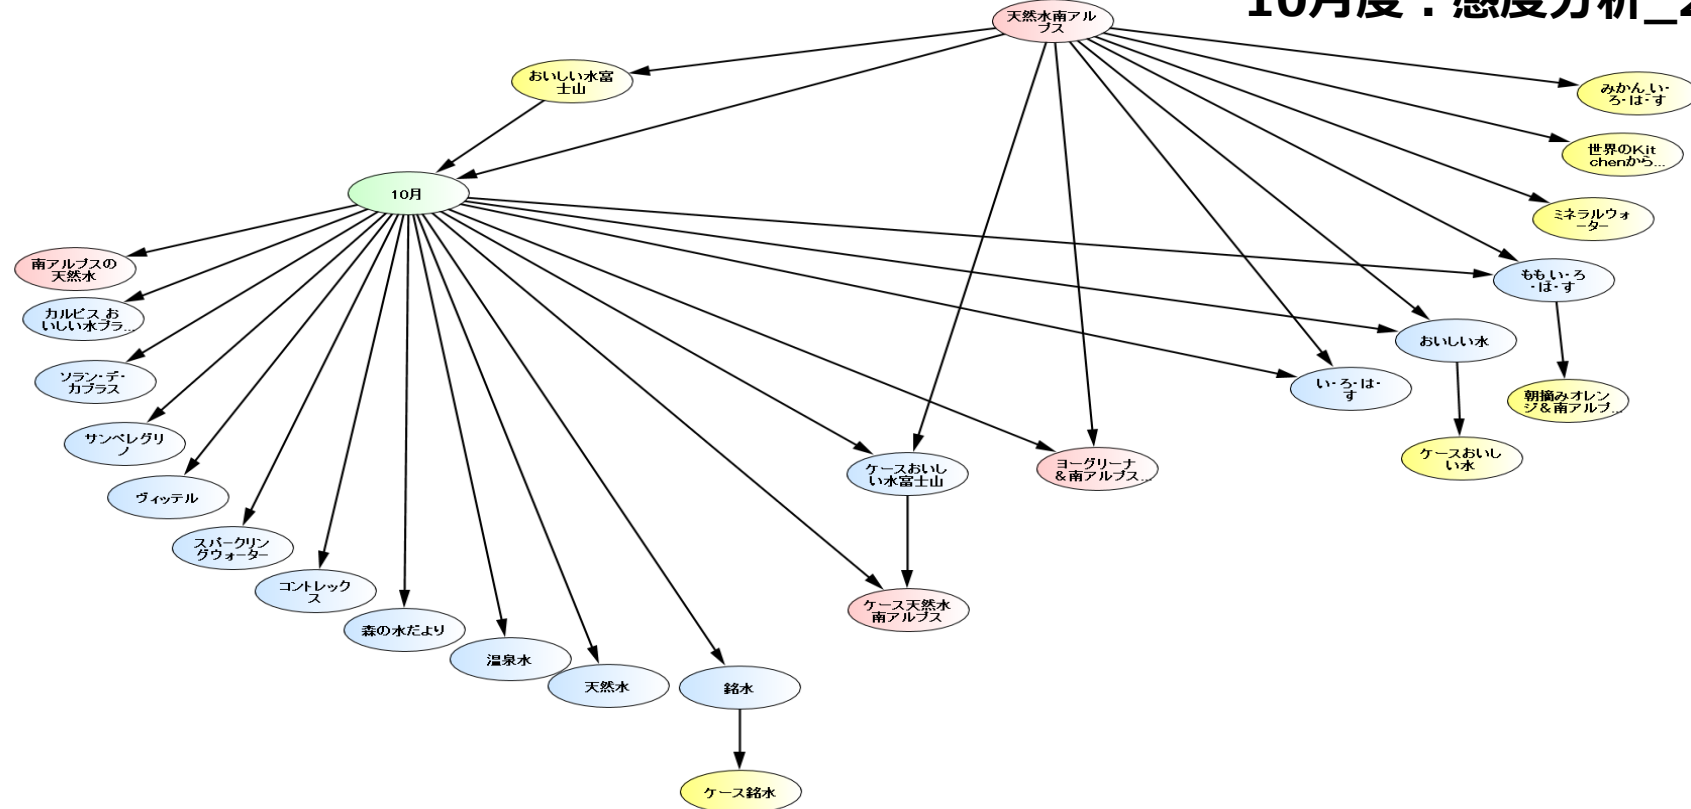 10月度：感度分析_2
天然水南アル
プス
おいしい水富
士山
みかん い・
ろ・は・す
世界のKit
chenから...
10月
ミネラルウォ
ーター
南アルプスの
天然水
もも い・ろ
・は・す
カルピス お
いしい水プラ...
おいしい水
ソラン・デ・
カブラス
い・ろ・は・
す
朝摘みオレン
ジ＆南アルプ...
サンペレグリ
ノ
ケースおいし
い水
ケースおいし
い水富士山
ヨーグリーナ
＆南アルプス...
ヴィッテル
スパークリン
グウォーター
コントレック
ス
ケース天然水
南アルプス
森の水だより
温泉水
天然水
銘水
ケース銘水